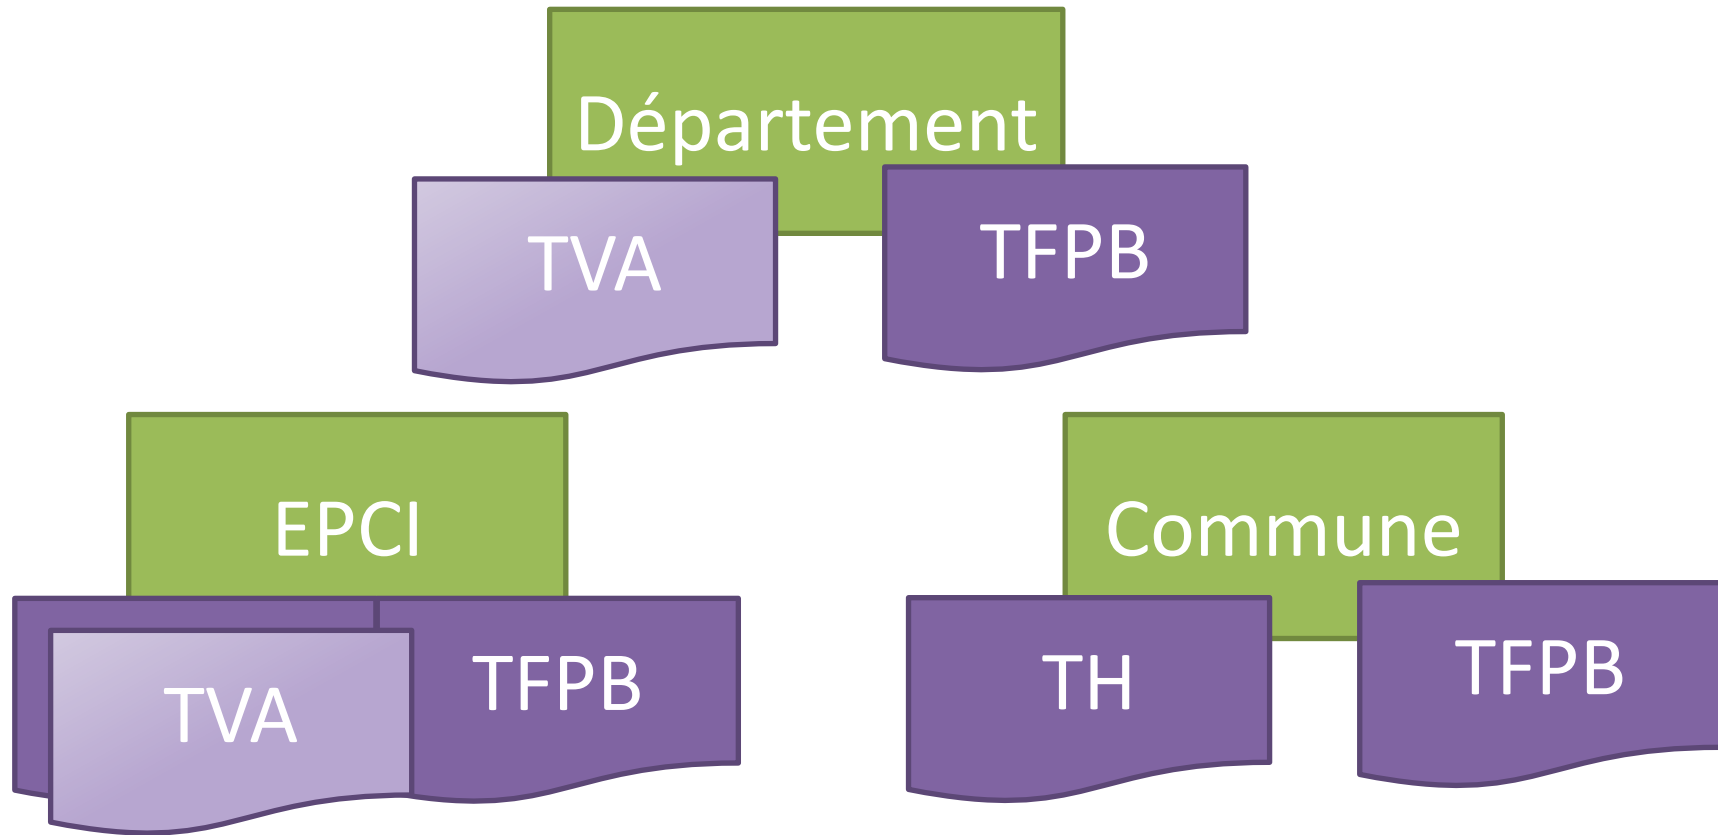 Département
TVA
TFPB
EPCI
TVA
TFPB
Commune
TH
TFPB